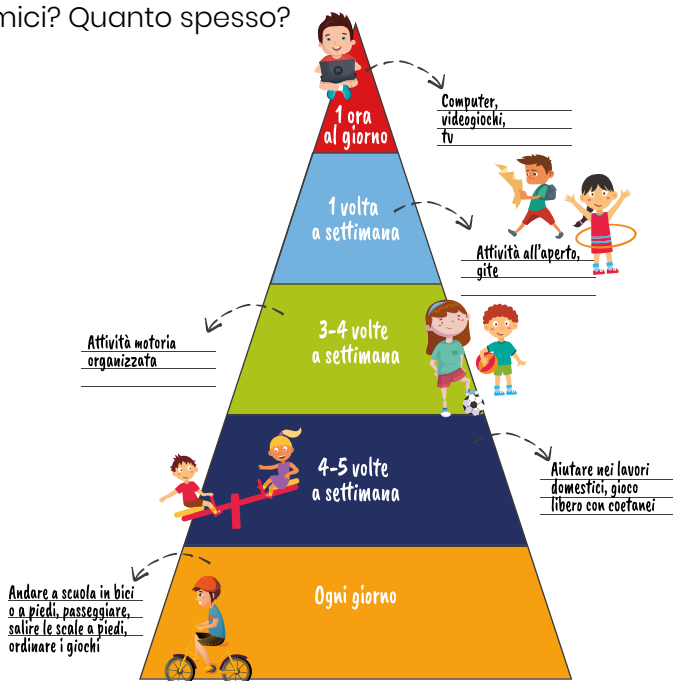 mici? Quanto spesso?
1 ora
al giorno
Computer,
videogiochi,
tv
1 volta
a settimana
Attività all'aperto,
gite
3-4 volte
a settimana
Attività motoria
organizzata
4-5 volte
a settimana
Aiutare nei lavori
domestici, gioco
libero con coetanei
Ogni giorno
Andare a scuola in bici
o a piedi, passeggiare,
salire le scale a piedi,
ordinare i giochi